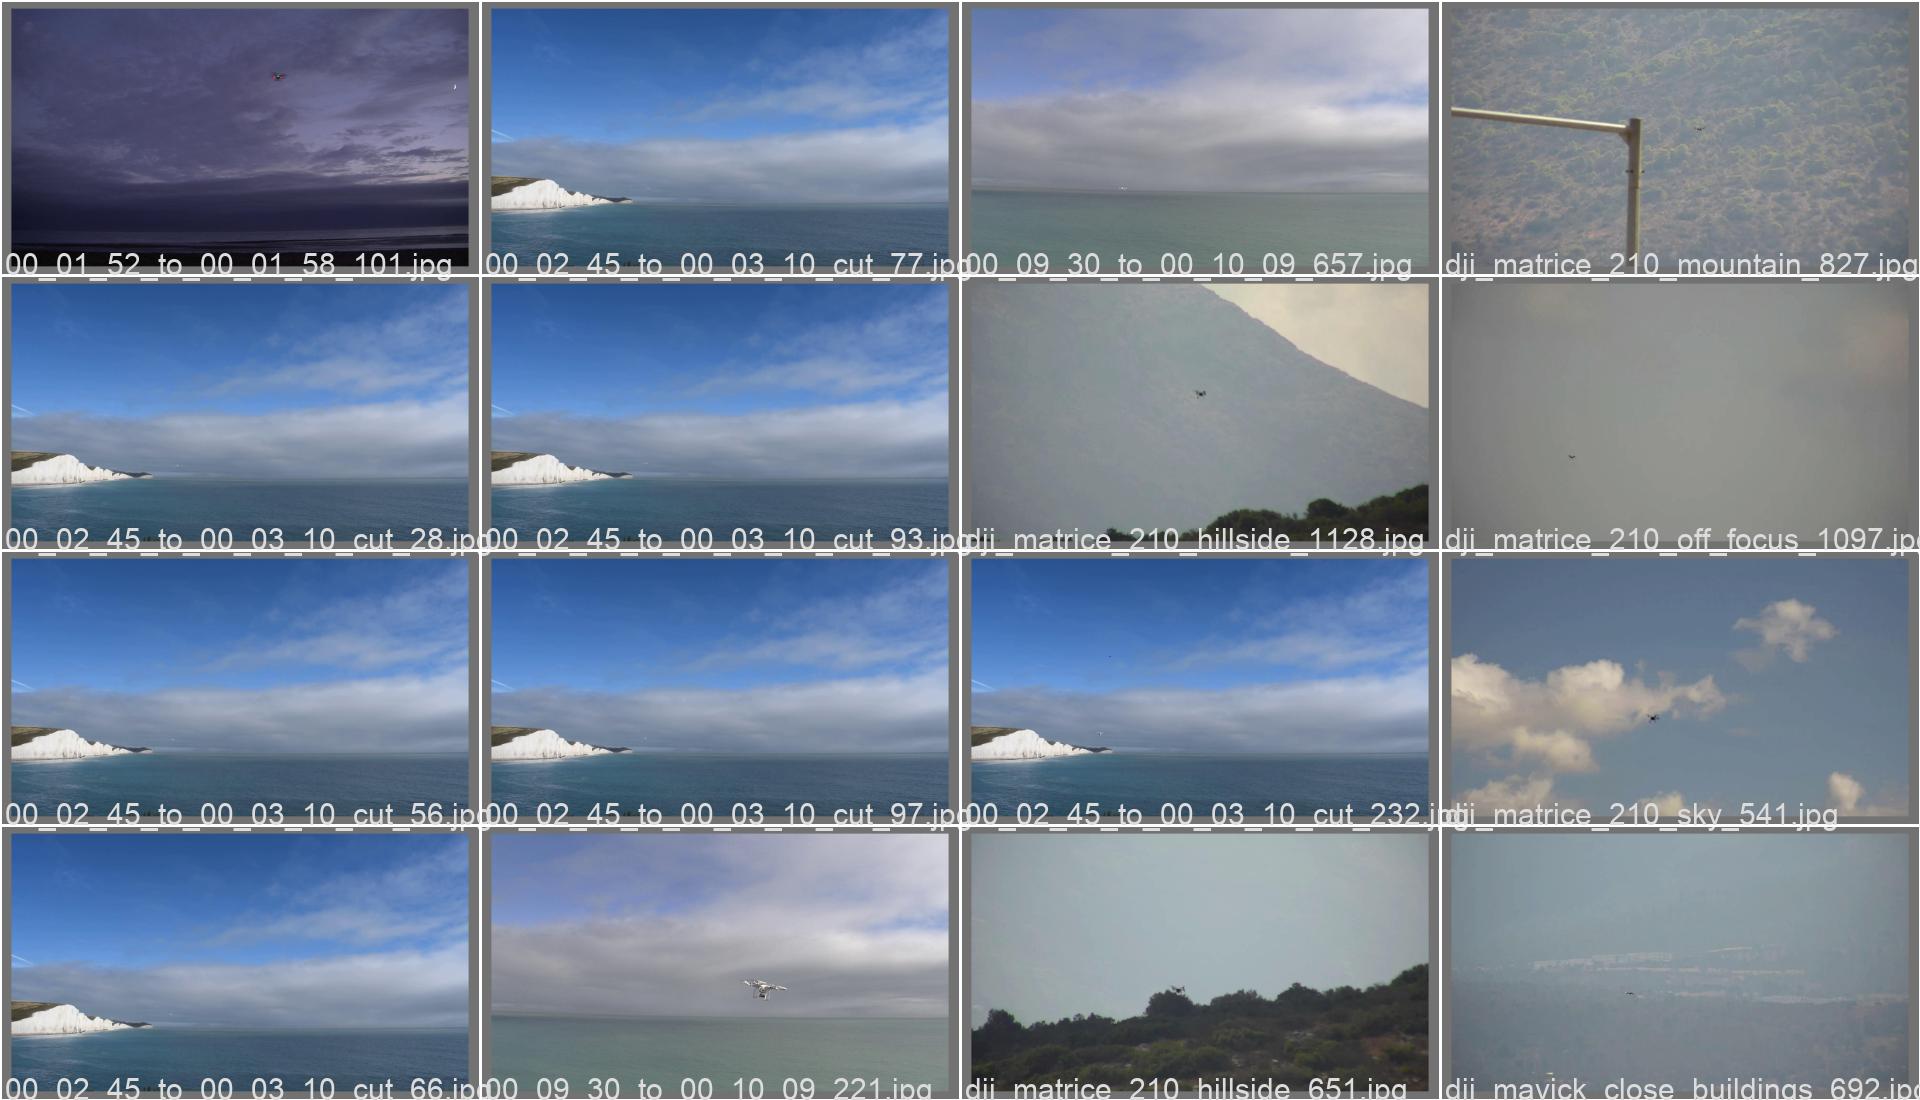 00_01_52_to_00_01_58_101.jpg
00_02_45_to_00_03_10_cut_77.jpg
00_09_30_to_00_10_09_657.jpg
dji_matrice_210_mountain_827.jpg
00_02_45_to_00_03_10_cut_28.jpg
00_02_45_to_00_03_10_cut_93.jpg
dji_matrice_210_hillside_1128.jpg
dji_matrice_210_off_focus_1097.jpg
00_02_45_to_00_03_10_cut_56.jpg
00_02_45_to_00_03_10_cut_97.jpg
00_02_45_to_00_03_10_cut_232.jpg
dji_matrice_210_sky_541.jpg
00_02_45_to_00_03_10_cut_66.jpg
00_09_30_to_00_10_09_221.jpg
dji_matrice_210_hillside_651.jpg
dji_mavick_close_buildings_692.jpg